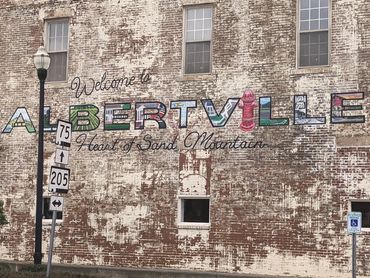 Welcome to
ALBERTVILLE
Heart of Sand Mountain
75
205